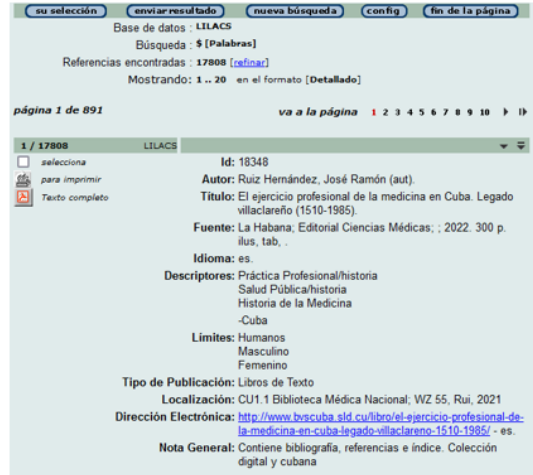 su selección enviar resultado nueva búsqueda config fin de la página
Base de datos : LILACS
Búsqueda : $ [Palabras]
Referencias encontradas : 17808 [refinar]
Mostrando: 1 .. 20 en el formato [Detallado]
página 1 de 891 va a la página 1 2 3 4 5 6 7 8 9 10
1 / 17808 LILACS
selecciona
para imprimir
Texto completo
Id: 18348
Autor: Ruiz Hernández, José Ramón (aut).
Título: El ejercicio profesional de la medicina en Cuba. Legado
villaclareño (1510-1985).
Fuente: La Habana; Editorial Ciencias Médicas; ; 2022. 300 p.
ilus, tab, .
Idioma: es.
Descriptores: Práctica Profesional/historia
Salud Pública/historia
Historia de la Medicina
-Cuba
Límites: Humanos
Masculino
Femenino
Tipo de Publicación: Libros de Texto
Localización: CU1.1 Biblioteca Médica Nacional; WZ 55, Rui, 2021
Dirección Electrónica: http://www.bvscuba.sld.cu/libro/el-ejercicio-profesional-de-
la-medicina-en-cuba-legado-villaclareno-1510-1985/ - es.
Nota General: Contiene bibliografía, referencias e índice. Colección
digital y cubana